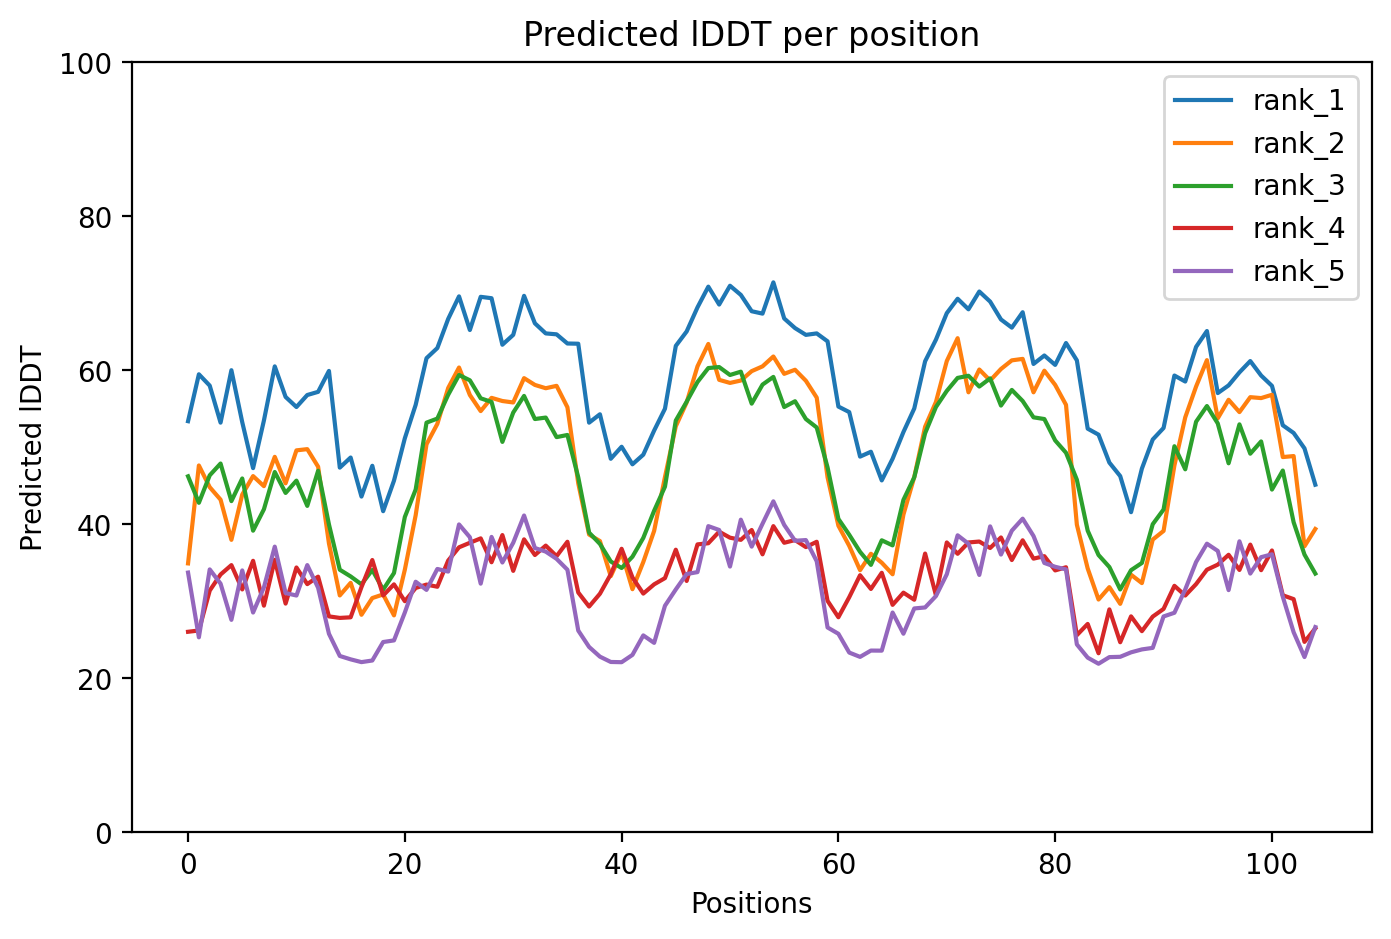 Predicted lDDT per position
100
80
60
40
20
0
Predicted lDDT
0 20 40 60 80 100
Positions
rank_1
rank_2
rank_3
rank_4
rank_5